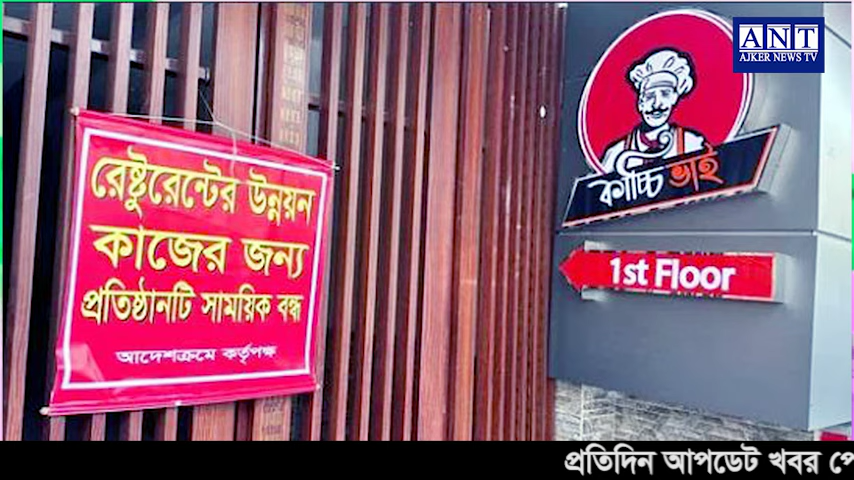 ANT
AJKER NEWS TV
কাচ্চি ভাই
1st Floor
রেষ্টুরেন্টের উন্নয়ন
কাজের জন্য
প্রতিষ্ঠানটি সাময়িক বন্ধ
আদেশক্রমে কর্তৃপক্ষ
প্রতিদিন আপডেট খবর পে